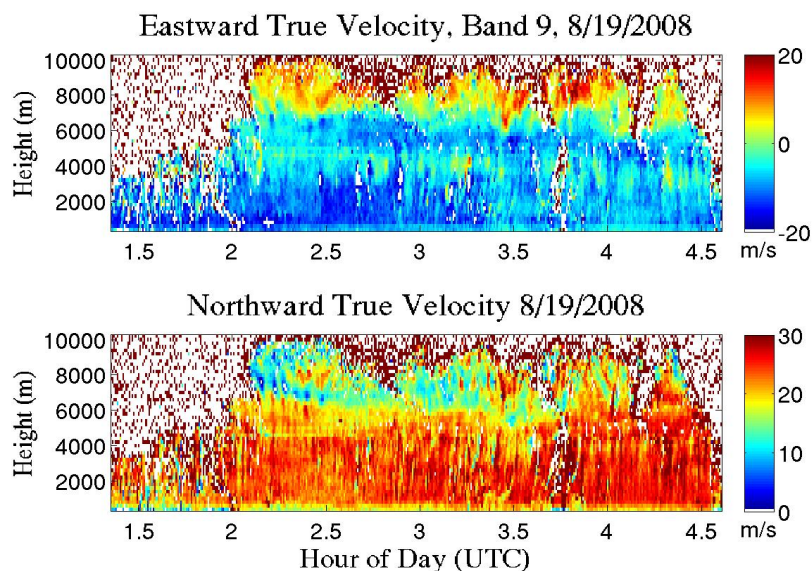 Eastward True Velocity, Band 9, 8/19/2008
10000
8000
6000
4000
2000
Height (m)
1.5 2 2.5 3 3.5 4 4.5
20
0
-20
m/s
Northward True Velocity 8/19/2008
10000
8000
6000
4000
2000
Height (m)
1.5 2 2.5 3 3.5 4 4.5
Hour of Day (UTC)
30
20
10
0
m/s